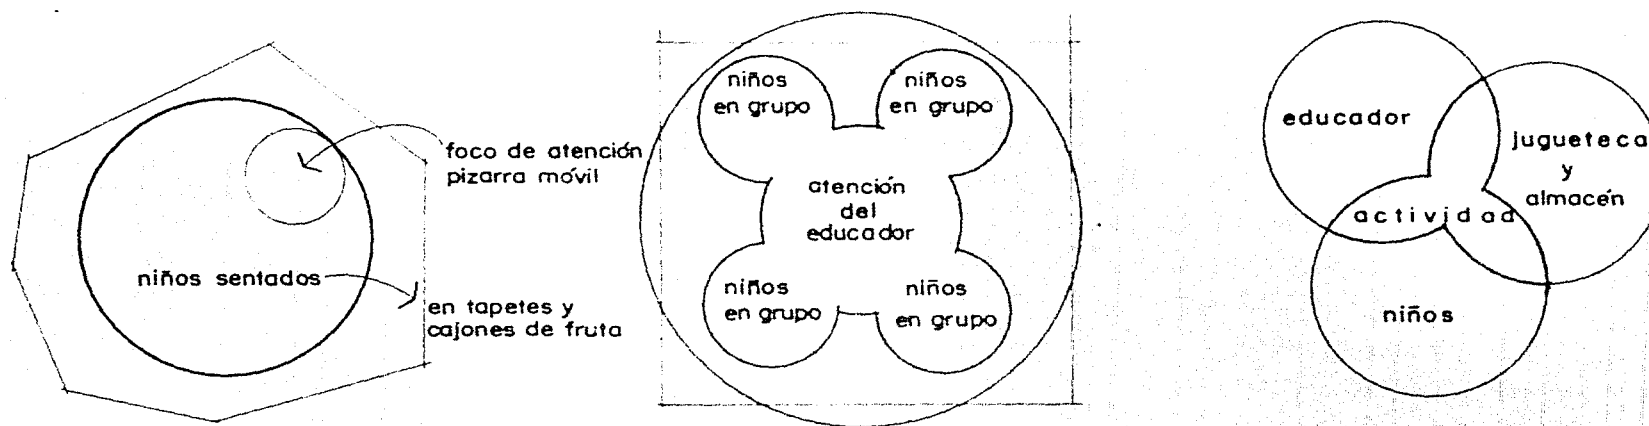 foco de atención
pizarra móvil
niños sentados
en tapetes y
cajones de fruta
niños
en grupo
niños
en grupo
atención
del
educador
niños
en grupo
niños
en grupo
educador
jugueteca
y
almacén
actividad
niños